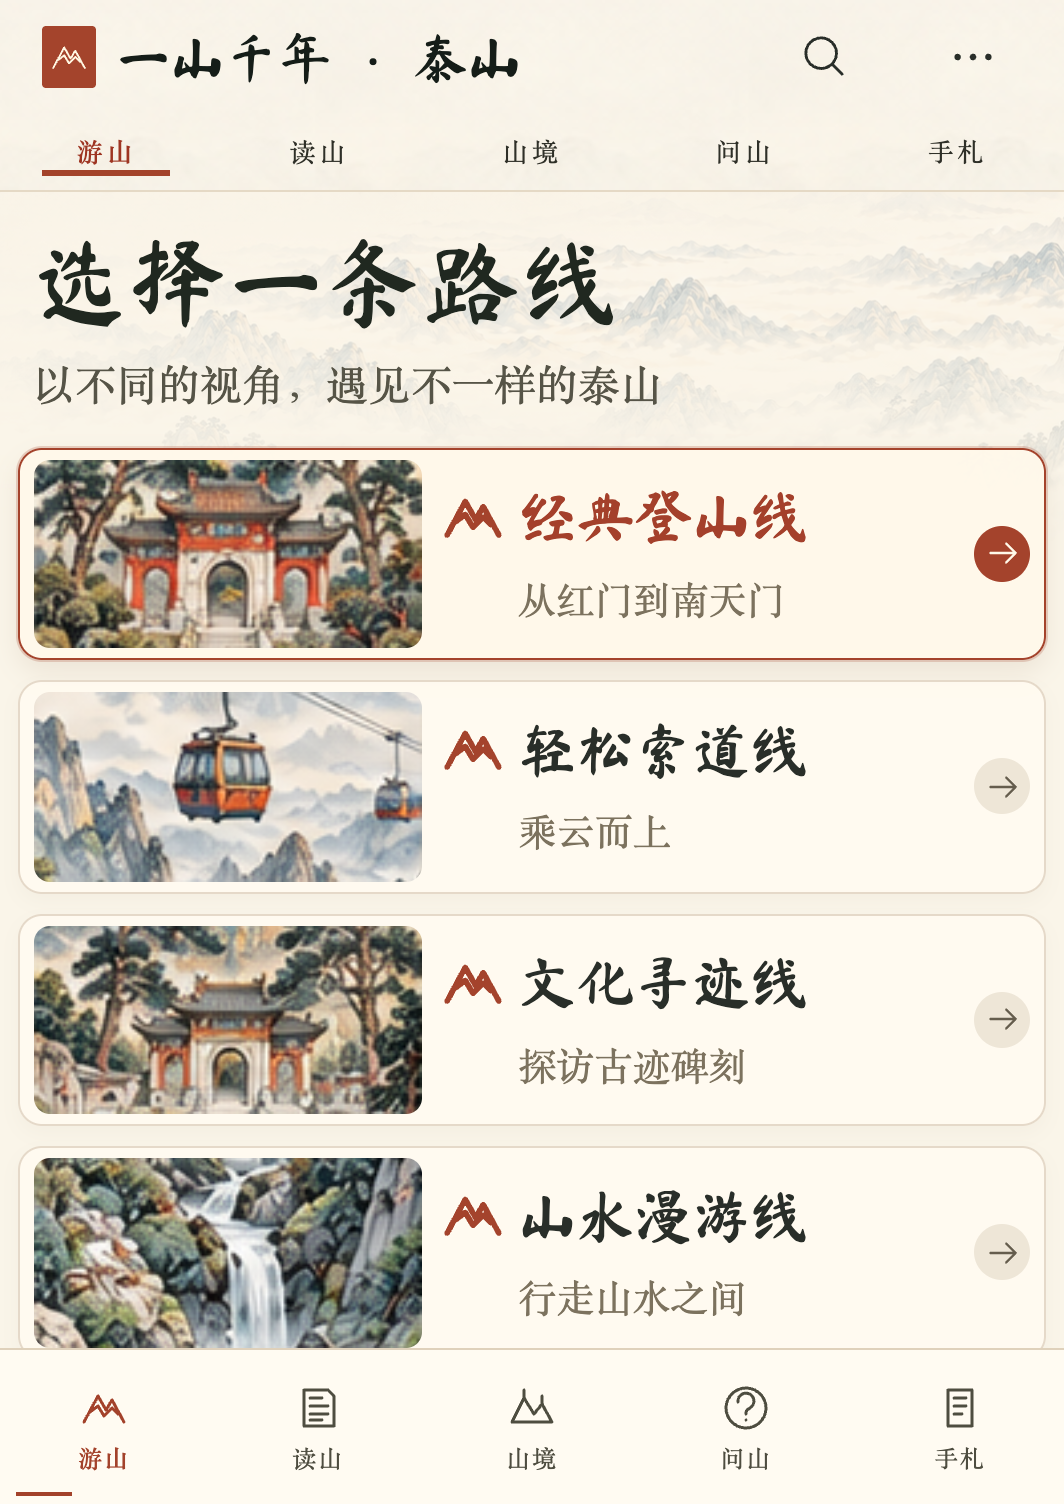 一山千年 · 泰山
游山 读山 山境 问山 手札
选择一条路线
以不同的视角，遇见不一样的泰山
经典登山线
从红门到南天门
轻松索道线
乘云而上
文化寻迹线
探访古迹碑刻
山水漫游线
行走山水之间
游山 读山 山境 问山 手札